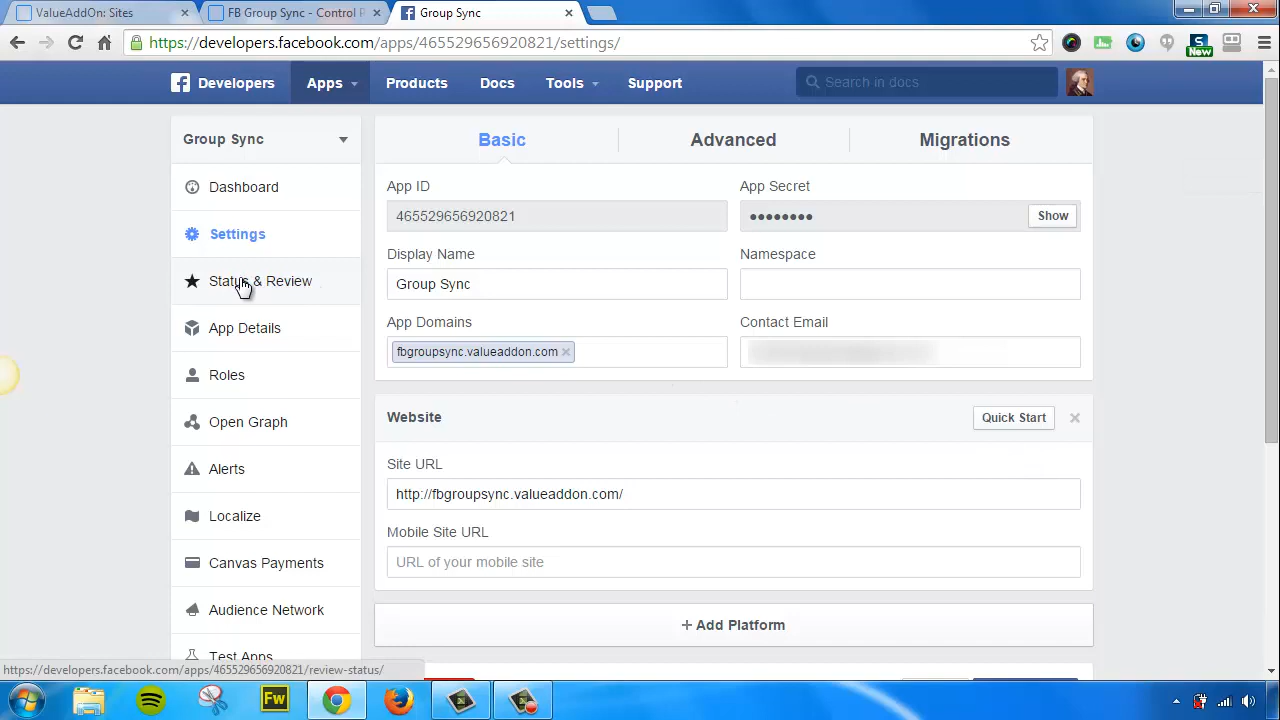 ValueAddOn: Sites
FB Group Sync - Control P
Group Sync
https://developers.facebook.com/apps/465529656920821/settings/
New
Developers
Apps
Products
Docs
Tools
Support
Search in docs
Group Sync
Basic
Advanced
Migrations
Dashboard
Settings
Status & Review
App Details
Roles
Open Graph
Alerts
Localize
Canvas Payments
Audience Network
Test Apps
App ID
App Secret
465529656920821
••••••••
Show
Display Name
Namespace
Group Sync
App Domains
Contact Email
fbgroupsync.valueaddon.com
Website
Quick Start
Site URL
http://fbgroupsync.valueaddon.com/
Mobile Site URL
URL of your mobile site
+ Add Platform
https://developers.facebook.com/apps/465529656920821/review-status/
Fw